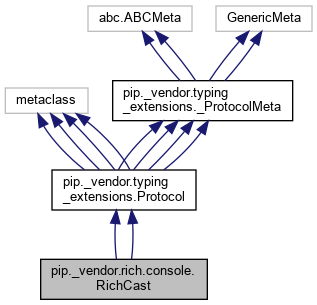 abc.ABCMeta
GenericMeta
metaclass
pip._vendor.typing
_extensions._ProtocolMeta
pip._vendor.typing
_extensions.Protocol
pip._vendor.rich.console.
RichCast